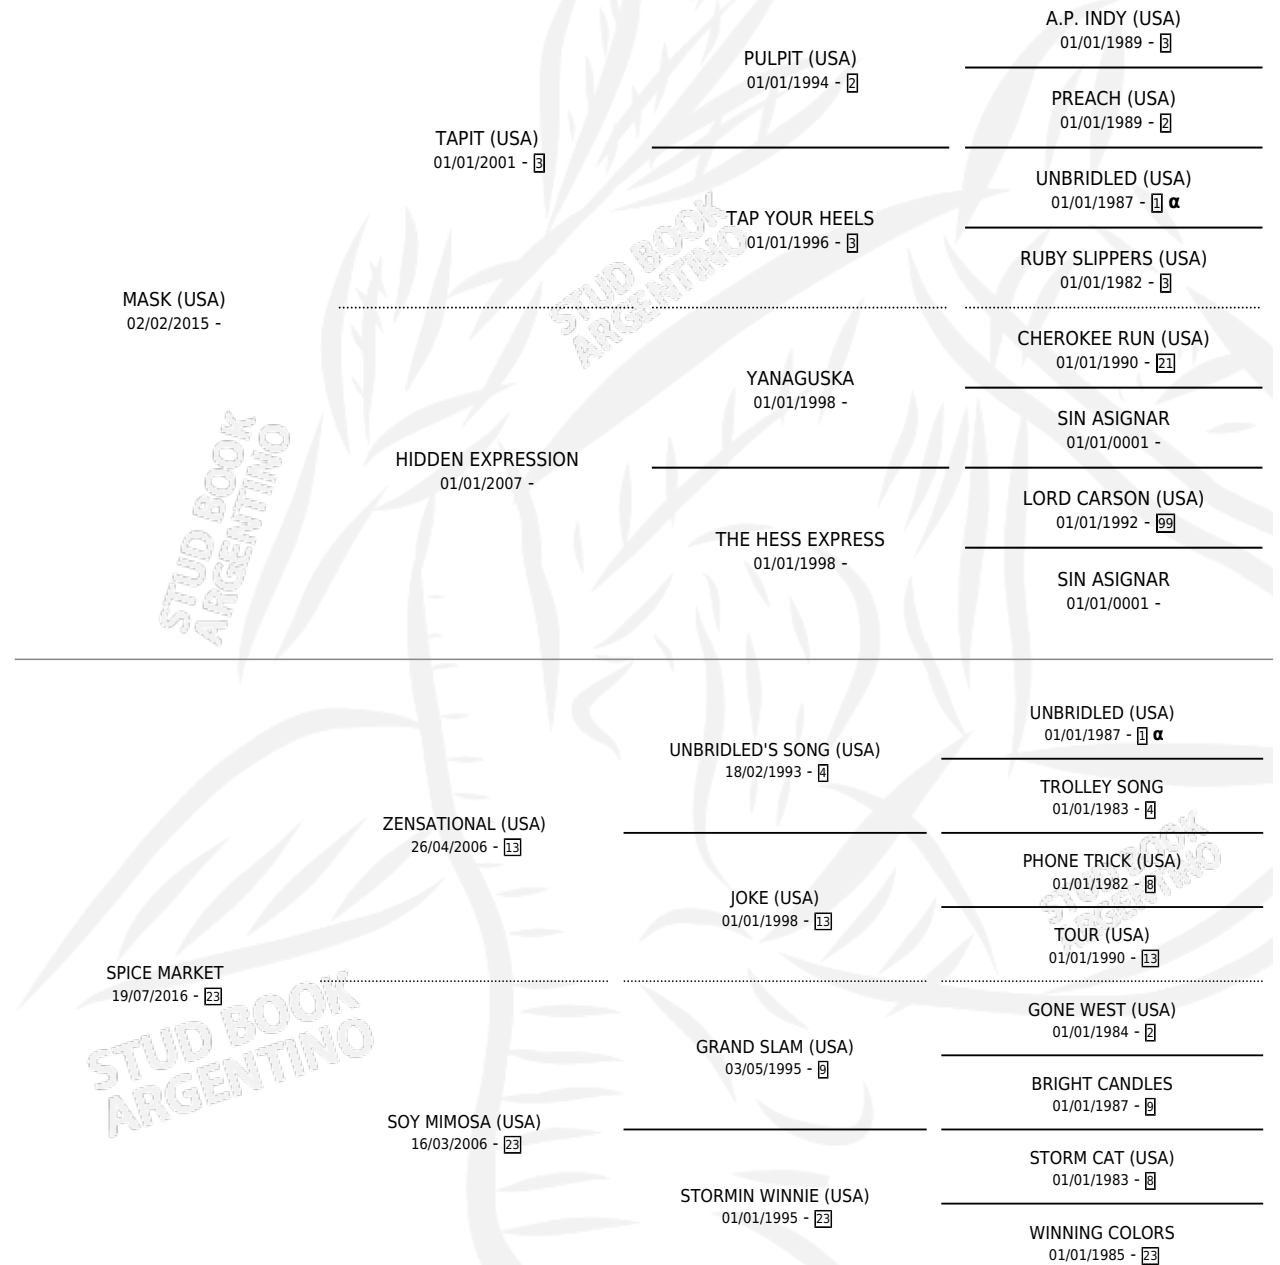 A.P. INDY (USA)
01/01/1989 - 3
PULPIT (USA)
01/01/1994 - 2
PREACH (USA)
01/01/1989 - 2
TAPIT (USA)
01/01/2001 - 3
UNBRIDLED (USA)
01/01/1987 - 1 α
TAP YOUR HEELS
01/01/1996 - 3
RUBY SLIPPERS (USA)
01/01/1982 - 3
MASK (USA)
02/02/2015 -
CHEROKEE RUN (USA)
01/01/1990 - 21
YANAGUSKA
01/01/1998 -
SIN ASIGNAR
01/01/0001 -
HIDDEN EXPRESSION
01/01/2007 -
LORD CARSON (USA)
01/01/1992 - 99
THE HESS EXPRESS
01/01/1998 -
SIN ASIGNAR
01/01/0001 -
UNBRIDLED (USA)
01/01/1987 - 1 α
UNBRIDLED'S SONG (USA)
18/02/1993 - 4
TROLLEY SONG
01/01/1983 - 4
ZENSATIONAL (USA)
26/04/2006 - 13
PHONE TRICK (USA)
01/01/1982 - 8
JOKE (USA)
01/01/1998 - 13
TOUR (USA)
01/01/1990 - 13
SPICE MARKET
19/07/2016 - 23
GONE WEST (USA)
01/01/1984 - 2
GRAND SLAM (USA)
03/05/1995 - 9
BRIGHT CANDLES
01/01/1987 - 9
SOY MIMOSA (USA)
16/03/2006 - 23
STORM CAT (USA)
01/01/1983 - 8
STORMIN WINNIE (USA)
01/01/1995 - 23
WINNING COLORS
01/01/1985 - 23
STUD BOOK
ARGENTINO
STUD BOOK
ARGENTINO
STUD BOOK
ARGENTINO
STUD BOOK
ARGENTINO